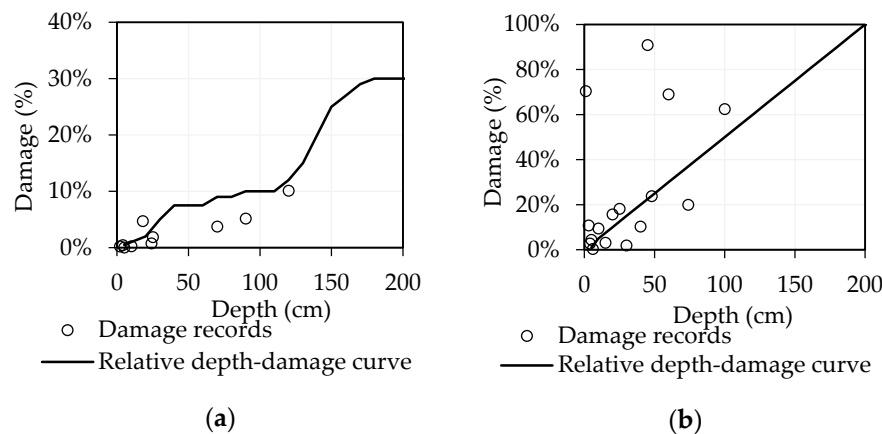 40%
30%
20%
10%
0%
Damage (%)
0 50 100 150 200
Depth (cm)
Damage records
Relative depth-damage curve
(a)
100%
80%
60%
40%
20%
0%
Damage (%)
0 50 100 150 200
Depth (cm)
Damage records
Relative depth-damage curve
(b)